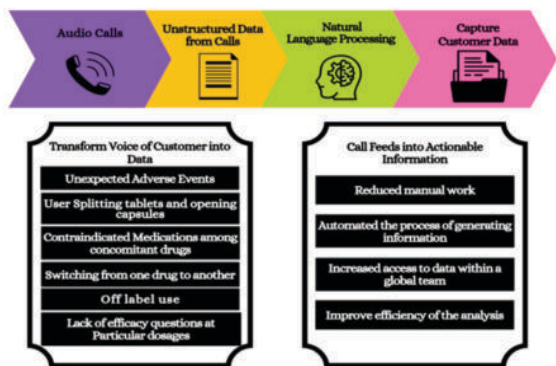 Audio Calls
Unstructured Data
from Calls
Natural
Language Processing
Capture
Customer Data
Transform Voice of Customer into
Data
Unexpected Adverse Events
User Splitting tablets and opening
capsules
Contraindicated Medications among
concomitant drugs
Switching from one drug to another
Off label use
Lack of efficacy questions at
Particular dosages
Call Feeds into Actionable
Information
Reduced manual work
Automated the process of generating
information
Increased access to data within a
global team
Improve efficiency of the analysis